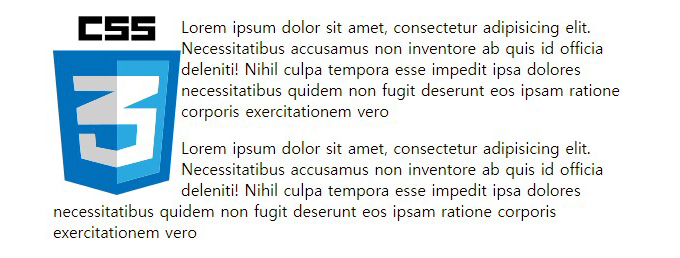 CSS
3
Lorem ipsum dolor sit amet, consectetur adipisicing elit.
Necessitatibus accusamus non inventore ab quis id officia
deleniti! Nihil culpa tempora esse impedit ipsa dolores
necessitatibus quidem non fugit deserunt eos ipsam ratione
corporis exercitationem vero
Lorem ipsum dolor sit amet, consectetur adipisicing elit.
Necessitatibus accusamus non inventore ab quis id officia
deleniti! Nihil culpa tempora esse impedit ipsa dolores
necessitatibus quidem non fugit deserunt eos ipsam ratione corporis
exercitationem vero